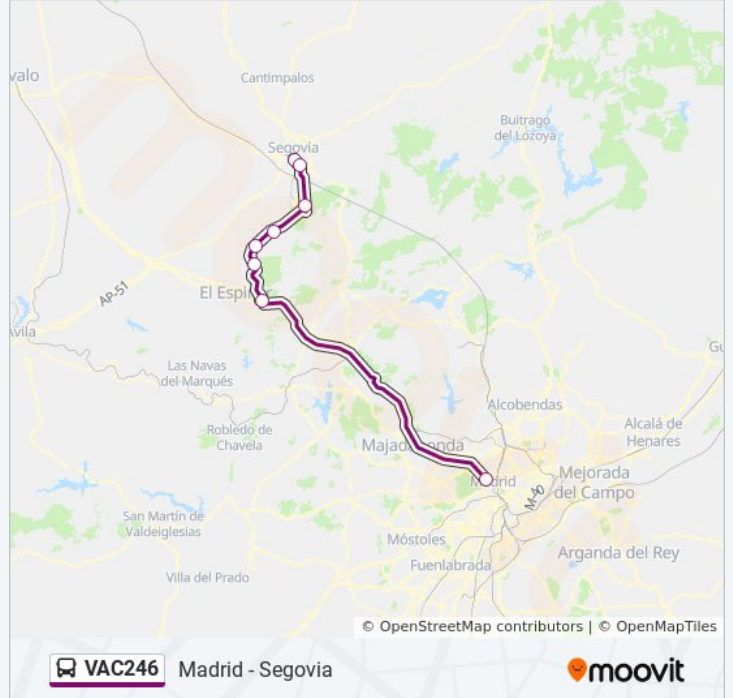 valo
Cantimpalos
Buitrago
del Lozoya
Segovia
AP-51
El Espinar
Ávila
Las Navas
del Marqués
Gu
Alcobendas
Alcalá de
Henares
Robledo de
Chavela
Majadahonda
Madrid
Mejorada
del Campo
M-40
San Martín de
Valdeiglesias
Móstoles
Arganda del Rey
Fuenlabrada
Villa del Prado
© OpenStreetMap contributors | © OpenMapTiles
VAC246 Madrid - Segovia
moovit